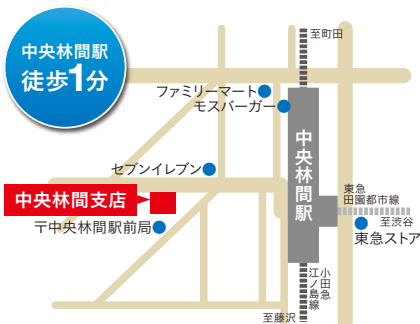 中央林間駅
徒歩1分
至町田
ファミリーマート
モスバーガー
中央林間駅
セブンイレブン
東急
田園都市線
至渋谷
東急ストア
中央林間支店
〒中央林間駅前局
小田急
江ノ島線
至藤沢